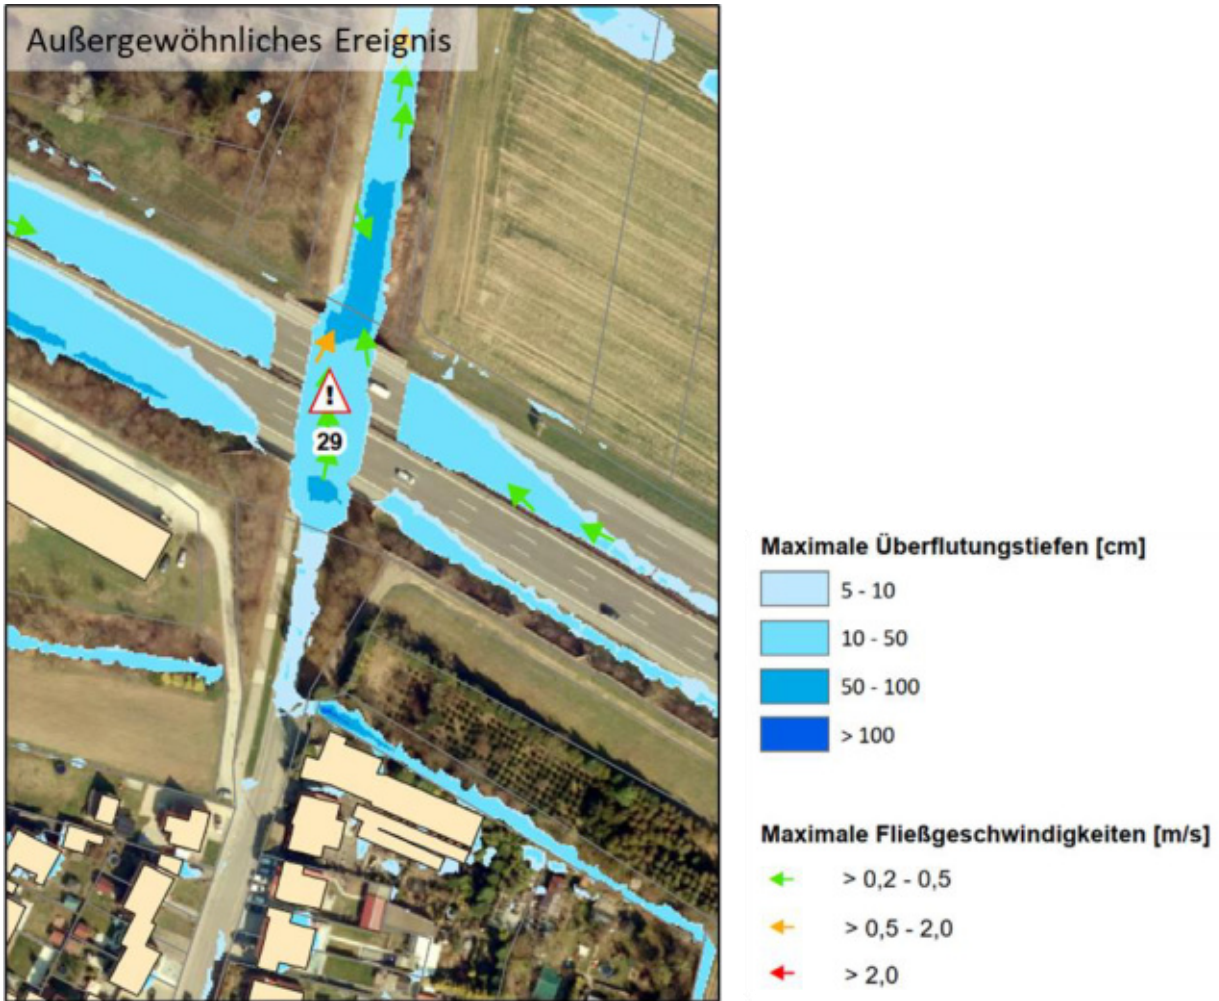 Außergewöhnliches Ereignis
!
29
Maximale Überflutungstiefen [cm]
5 - 10
10 - 50
50 - 100
> 100
Maximale Fließgeschwindigkeiten [m/s]
> 0,2 - 0,5
> 0,5 - 2,0
> 2,0